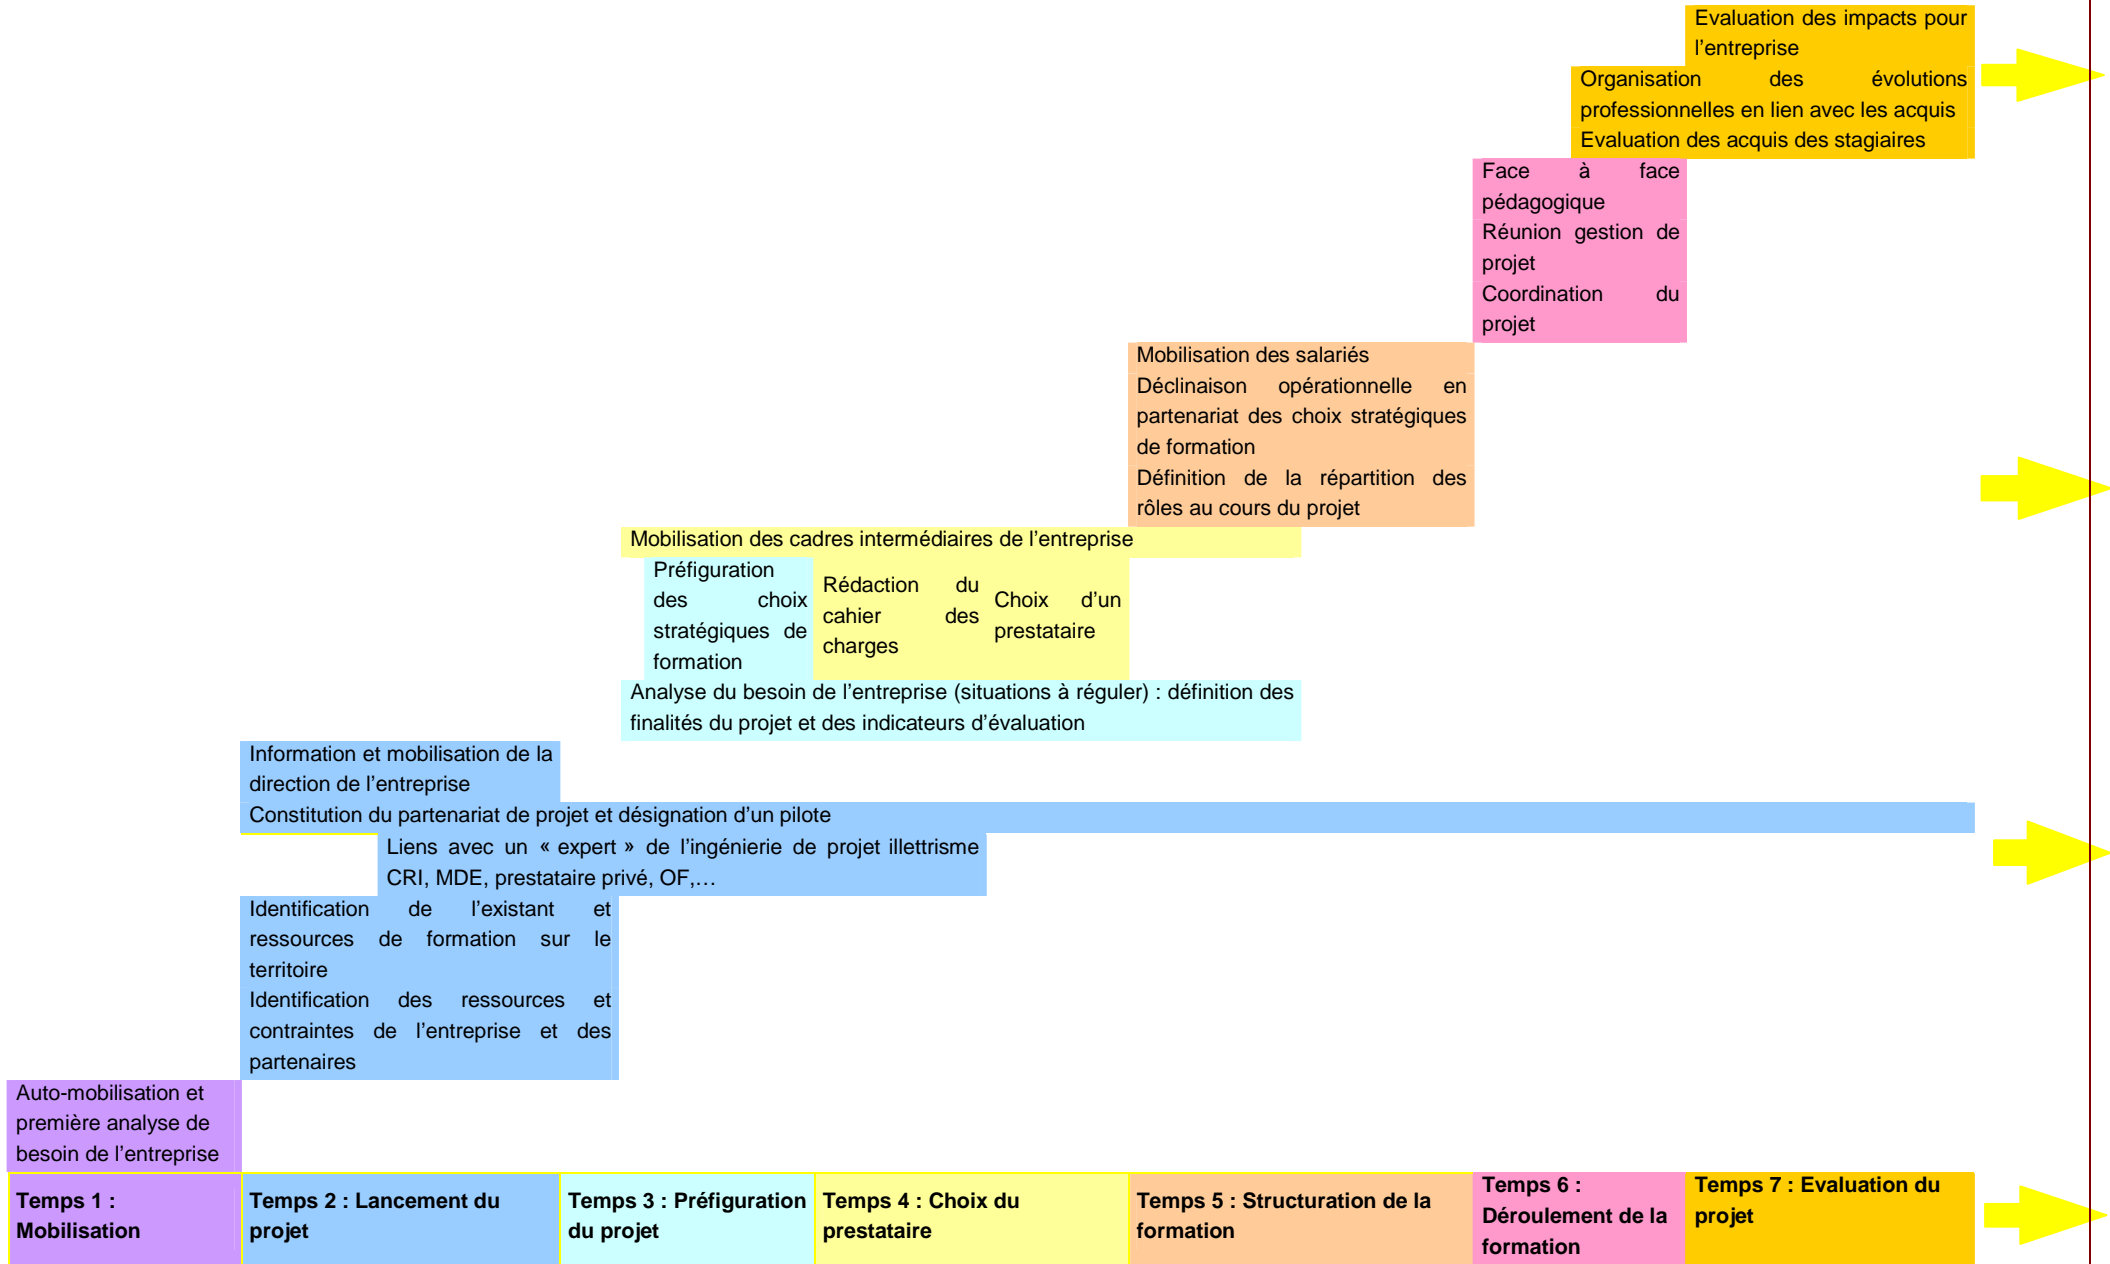 Evaluation des impacts pour
l’entreprise
Organisation des évolutions
professionnelles en lien avec les acquis
Evaluation des acquis des stagiaires
Face à face
pédagogique
Réunion gestion de
projet
Coordination du
projet
Mobilisation des salariés
Déclinaison opérationnelle en
partenariat des choix stratégiques
de formation
Définition de la répartition des
rôles au cours du projet
Mobilisation des cadres intermédiaires de l’entreprise
Préfiguration
des choix
stratégiques de
formation
Rédaction du
cahier des
charges
Choix d’un
prestataire
Analyse du besoin de l’entreprise (situations à réguler) : définition des
finalités du projet et des indicateurs d’évaluation
Information et mobilisation de la
direction de l’entreprise
Constitution du partenariat de projet et désignation d’un pilote
Liens avec un « expert » de l’ingénierie de projet illettrisme
CRI, MDE, prestataire privé, OF,…
Identification de l’existant et
ressources de formation sur le
territoire
Identification des ressources et
contraintes de l’entreprise et des
partenaires
Auto-mobilisation et
première analyse de
besoin de l’entreprise
Temps 1 :
Mobilisation
Temps 2 : Lancement du
projet
Temps 3 : Préfiguration
du projet
Temps 4 : Choix du
prestataire
Temps 5 : Structuration de la
formation
Temps 6 :
Déroulement de la
formation
Temps 7 : Evaluation du
projet